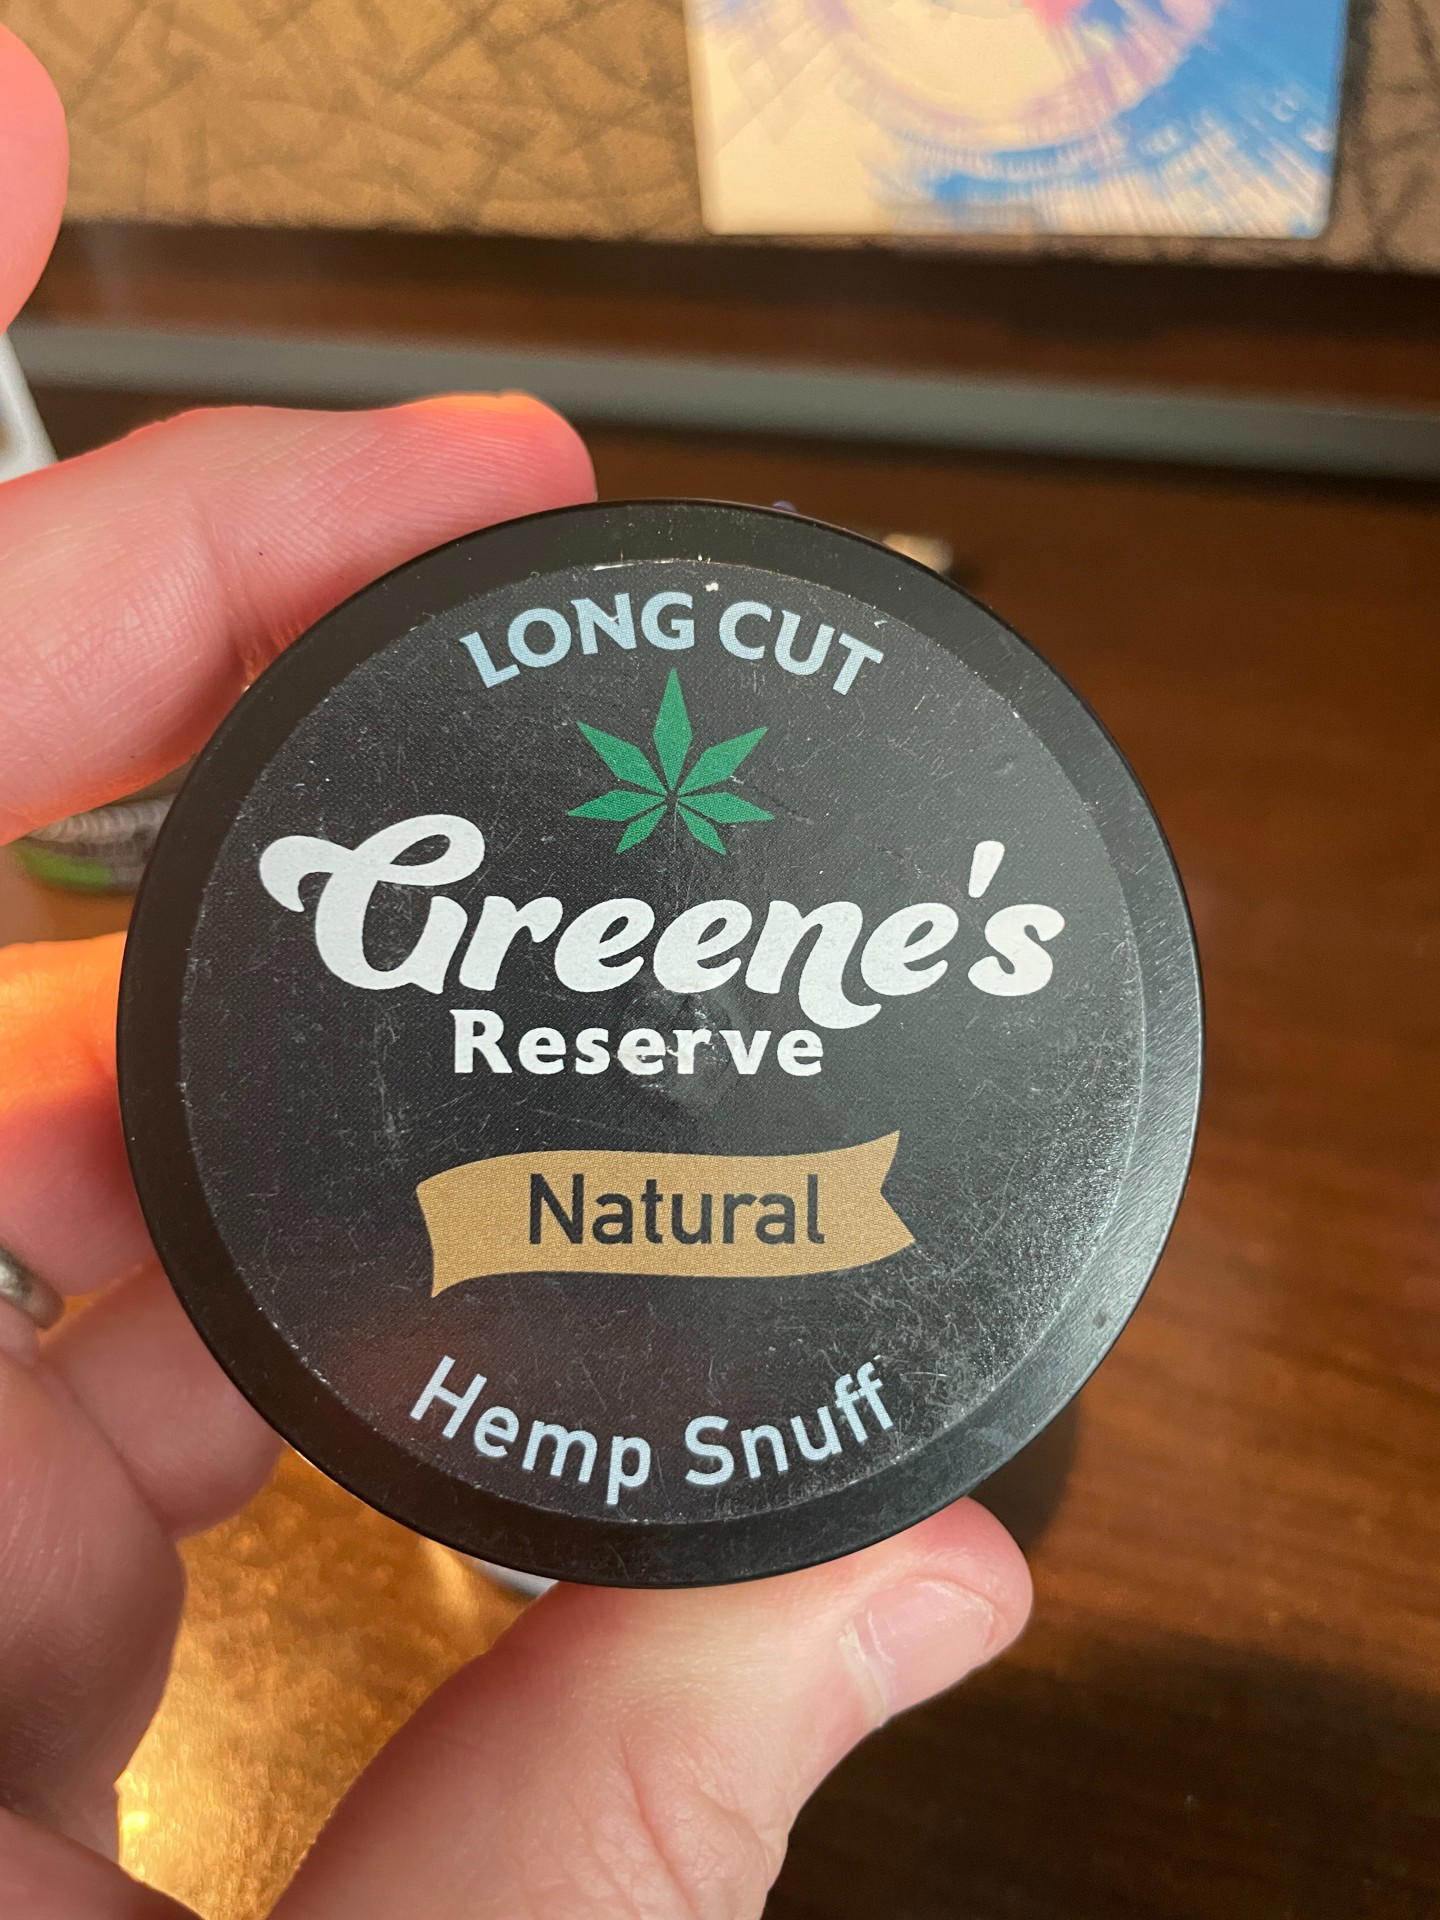 LONG CUT
Greene's
Reserve
Natural
Hemp Snuff